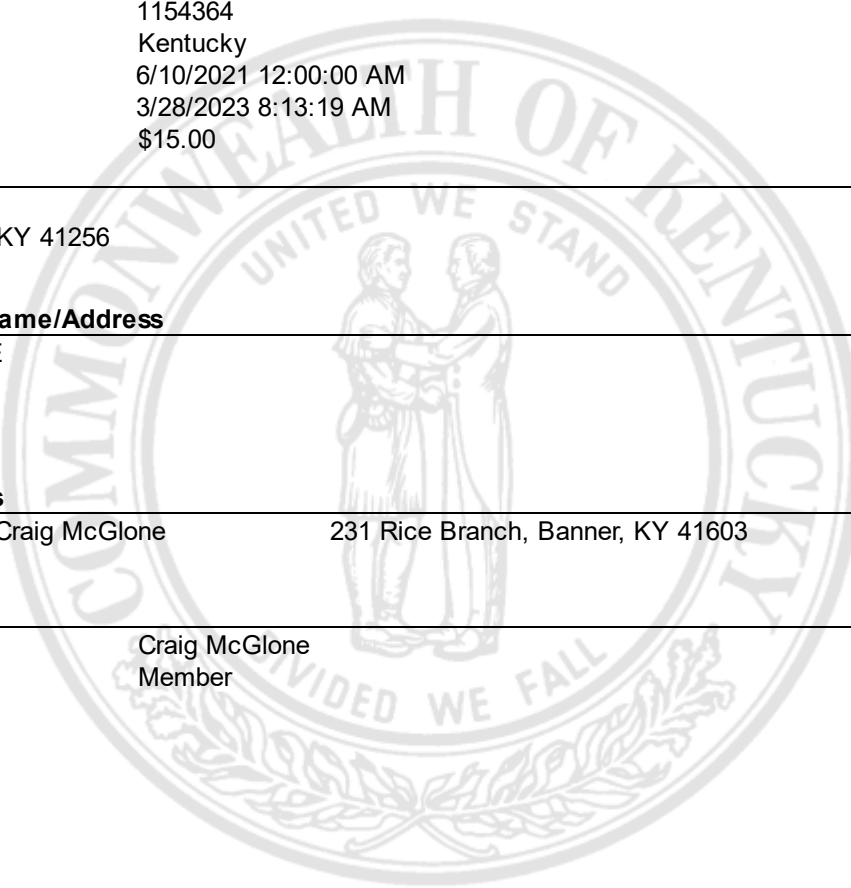 1154364
Kentucky
6/10/2021 12:00:00 AM
3/28/2023 8:13:19 AM
$15.00
KY 41256
ame/Address
E
s
Craig McGlone 231 Rice Branch, Banner, KY 41603
Craig McGlone
Member
COMMONWEALTH OF KENTUCKY
UNITED WE STAND
DIVIDED WE FALL